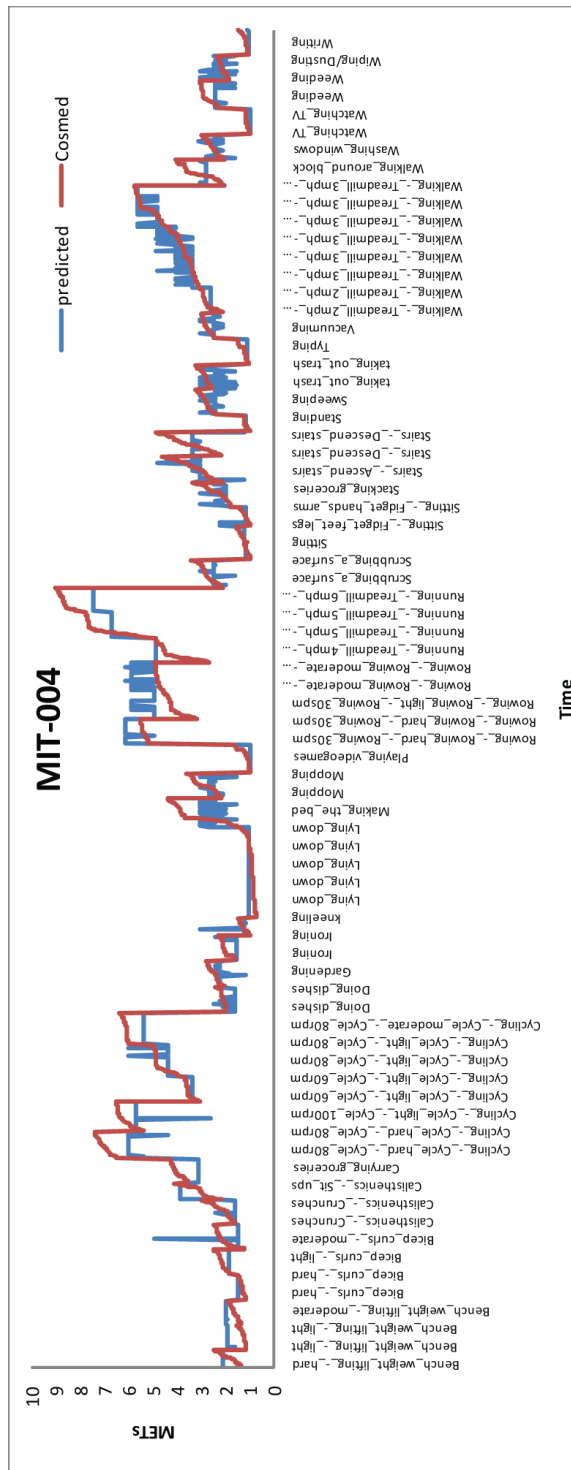 MIT-004
predicted
Cosmed
METs
10
9
8
7
6
5
4
3
2
1
0
Bench_weight_lifting_-_hard
Bench_weight_lifting_-_light
Bench_weight_lifting_-_light
Bench_weight_lifting_-_moderate
Bicep_curls_-_hard
Bicep_curls_-_hard
Bicep_curls_-_light
Bicep_curls_-_moderate
Calisthenics_-_Crunches
Calisthenics_-_Crunches
Calisthenics_-_Sit_ups
Carrying_groceries
Cycling_-_Cycle_hard_-_Cycle_80rpm
Cycling_-_Cycle_hard_-_Cycle_80rpm
Cycling_-_Cycle_light_-_Cycle_100rpm
Cycling_-_Cycle_light_-_Cycle_60rpm
Cycling_-_Cycle_light_-_Cycle_60rpm
Cycling_-_Cycle_light_-_Cycle_80rpm
Cycling_-_Cycle_light_-_Cycle_80rpm
Cycling_-_Cycle_moderate_-_Cycle_80rpm
Doing_dishes
Doing_dishes
Gardening
Ironing
Ironing
kneeling
Lying_down
Lying_down
Lying_down
Lying_down
Lying_down
Making_the_bed
Mopping
Mopping
Playing_videogames
Rowing_-_Rowing_hard_-_Rowing_30spm
Rowing_-_Rowing_hard_-_Rowing_30spm
Rowing_-_Rowing_light_-_Rowing_30spm
Rowing_-_Rowing_moderate_-...
Rowing_-_Rowing_moderate_-...
Running_-_Treadmill_4mph_-...
Running_-_Treadmill_5mph_-...
Running_-_Treadmill_5mph_-...
Running_-_Treadmill_6mph_-...
Scrubbing_a_surface
Scrubbing_a_surface
Sitting
Sitting_-_Fidget_feet_legs
Sitting_-_Fidget_hands_arms
Stacking_groceries
Stairs_-_Ascend_stairs
Stairs_-_Descend_stairs
Stairs_-_Descend_stairs
Standing
Sweeping
taking_out_trash
taking_out_trash
Typing
Vacuuming
Walking_-_Treadmill_2mph_-...
Walking_-_Treadmill_2mph_-...
Walking_-_Treadmill_3mph_-...
Walking_-_Treadmill_3mph_-...
Walking_-_Treadmill_3mph_-...
Walking_-_Treadmill_3mph_-...
Walking_-_Treadmill_3mph_-...
Walking_around_block
Washing_windows
Watching_TV
Watching_TV
Weeding
Weeding
Wiping/Dusting
Writing
Time